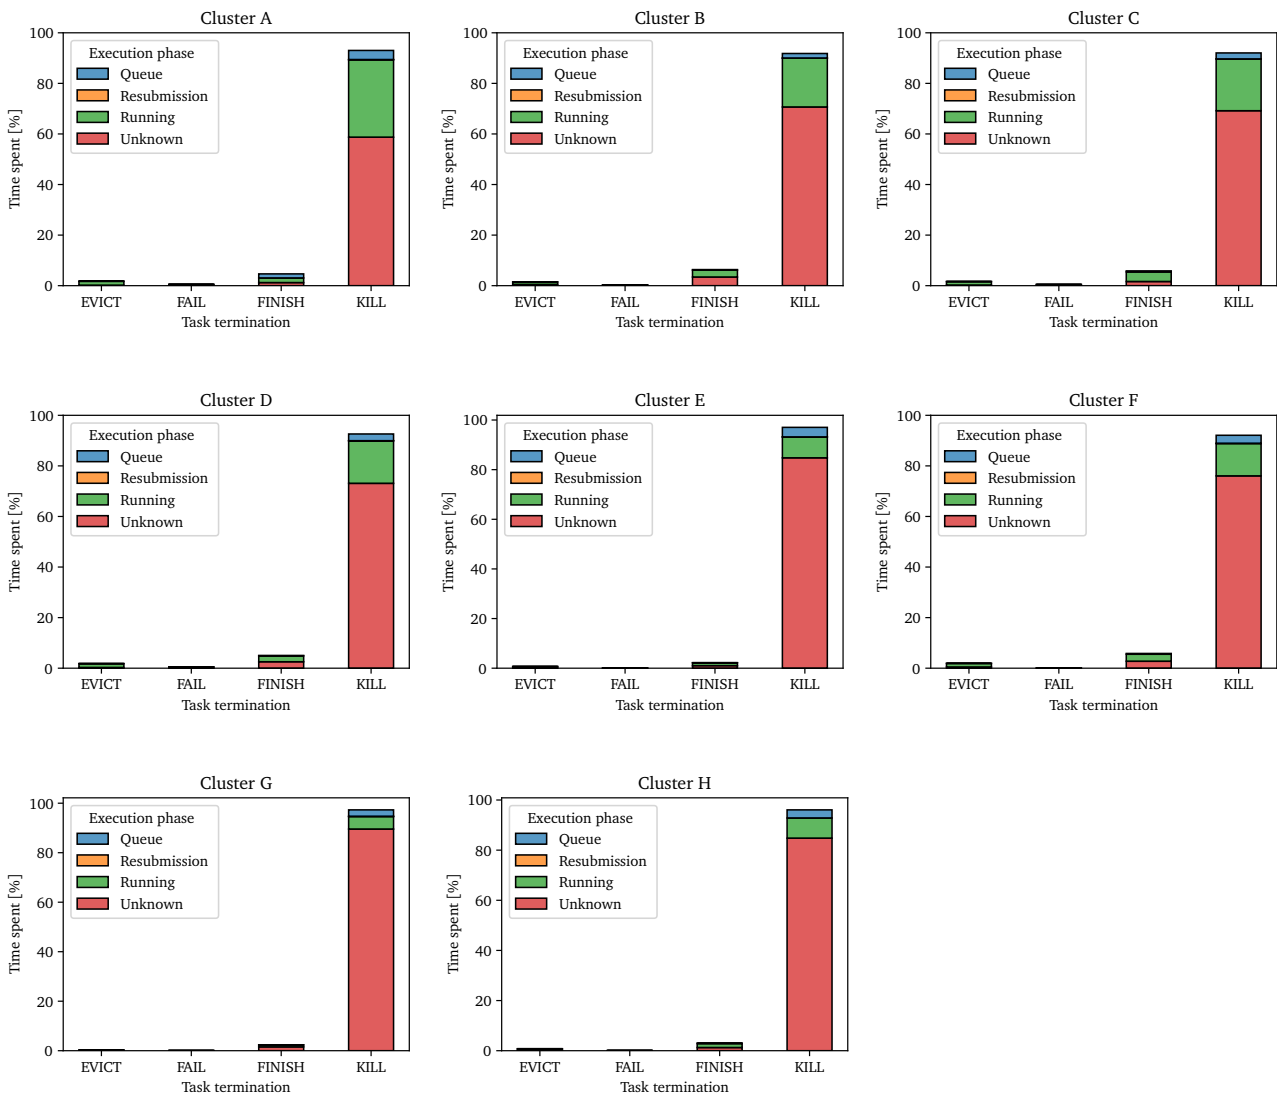 Cluster A
Time spent [%]
100
80
60
40
20
0
Execution phase
Queue
Resubmission
Running
Unknown
EVICT FAIL FINISH KILL
Task termination
Cluster B
Time spent [%]
100
80
60
40
20
0
Execution phase
Queue
Resubmission
Running
Unknown
EVICT FAIL FINISH KILL
Task termination
Cluster C
Time spent [%]
100
80
60
40
20
0
Execution phase
Queue
Resubmission
Running
Unknown
EVICT FAIL FINISH KILL
Task termination
Cluster D
Time spent [%]
100
80
60
40
20
0
Execution phase
Queue
Resubmission
Running
Unknown
EVICT FAIL FINISH KILL
Task termination
Cluster E
Time spent [%]
100
80
60
40
20
0
Execution phase
Queue
Resubmission
Running
Unknown
EVICT FAIL FINISH KILL
Task termination
Cluster F
Time spent [%]
100
80
60
40
20
0
Execution phase
Queue
Resubmission
Running
Unknown
EVICT FAIL FINISH KILL
Task termination
Cluster G
Time spent [%]
100
80
60
40
20
0
Execution phase
Queue
Resubmission
Running
Unknown
EVICT FAIL FINISH KILL
Task termination
Cluster H
Time spent [%]
100
80
60
40
20
0
Execution phase
Queue
Resubmission
Running
Unknown
EVICT FAIL FINISH KILL
Task termination